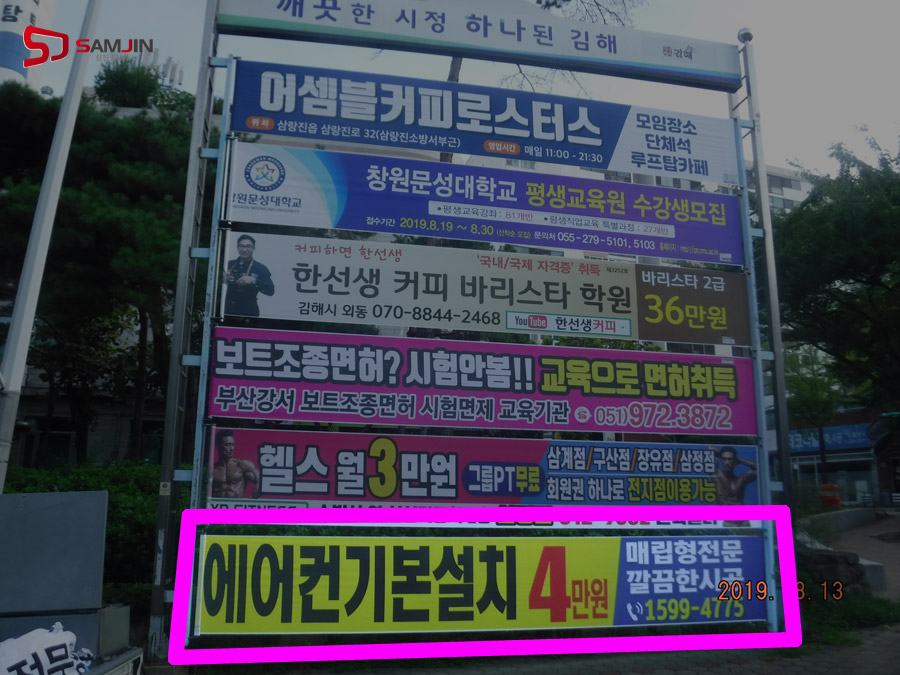 SAMJIN
깨끗한 시정 하나된 김해
김해
어셈블커피로스터스
위치 삼랑진읍 삼랑진로 32(삼랑진소방서부근)
영업시간 매일 11:00 - 21:30
모임장소
단체석
루프탑카페
창원문성대학교
창원문성대학교 평생교육원 수강생모집
• 평생교육강좌: 81개반 • 평생직업교육 특별과정: 27개반
접수기간 2019.8.19 ~ 8.30 (선착순 모집) 문의처 055-279-5101, 5103
커피하면 한선생
'국내/국제 자격증' 취득
한선생 커피 바리스타 학원
김해시 외동 070-8844-2468
YouTube 한선생커피
바리스타 2급
36만원
보트조종면허? 시험안봄!! 교육으로 면허취득
부산강서 보트조종면허 시험면제 교육기관 ☎ 051)972.3872
헬스 월3만원 그룹PT무료
삼계점/구산점/장유점/삼정점
회원권 하나로 전지점이용가능
에어컨기본설치 4만원
매립형전문
깔끔한시공
1599-4775
전문